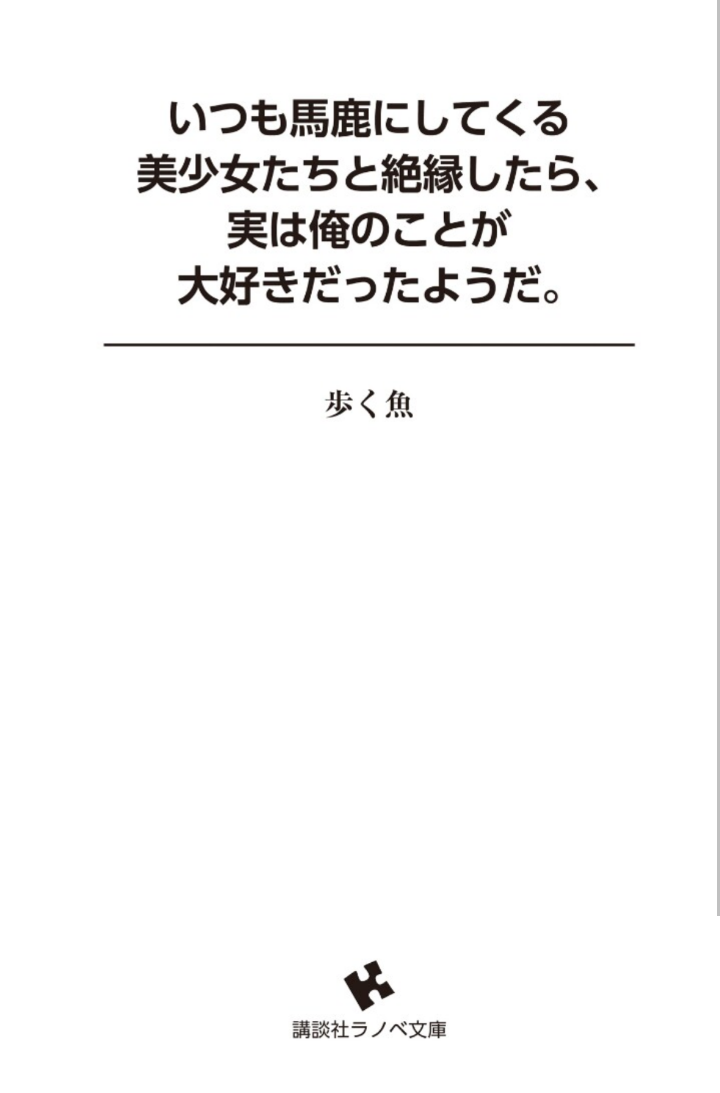 いつも馬鹿にしてくる
美少女たちと絶縁したら、
実は俺のことが
大好きだったようだ。
歩く魚
講談社ラノベ文庫